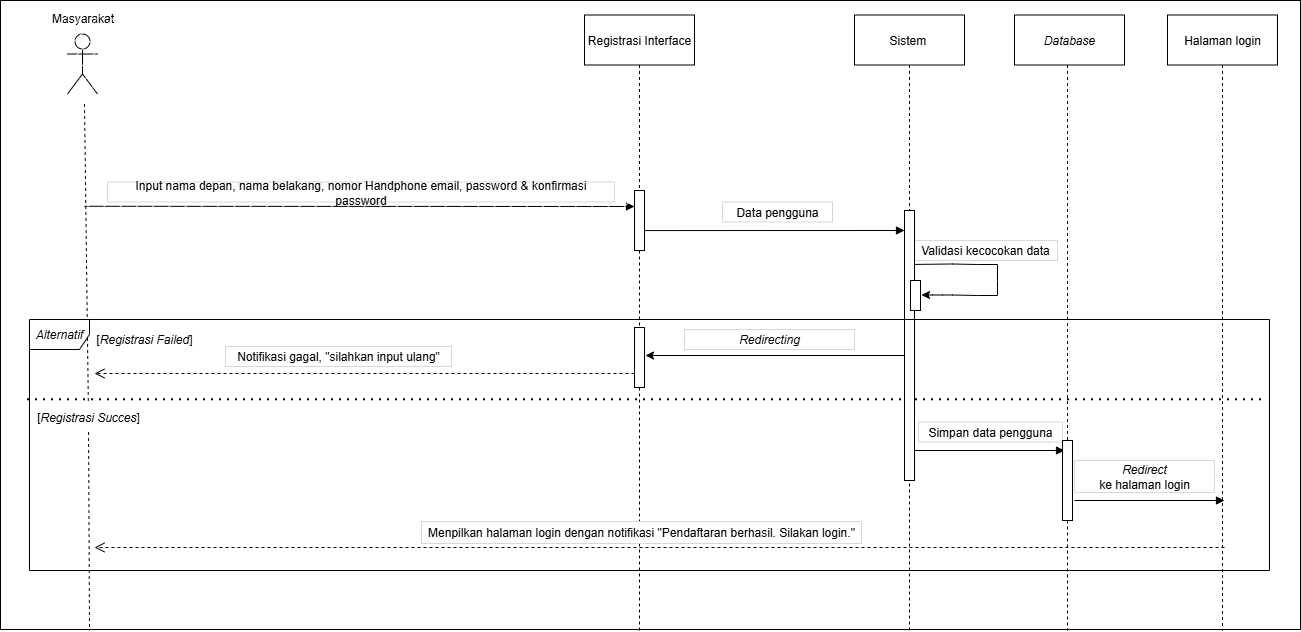 Masyarakat
Registrasi Interface
Sistem
Database
Halaman login
Input nama depan, nama belakang, nomor Handphone email, password & konfirmasi
password
Data pengguna
Validasi kecocokan data
Alternatif
[Registrasi Failed]
Redirecting
Notifikasi gagal, "silahkan input ulang"
[Registrasi Succes]
Simpan data pengguna
Redirect
ke halaman login
Menpilkan halaman login dengan notifikasi "Pendaftaran berhasil. Silakan login."